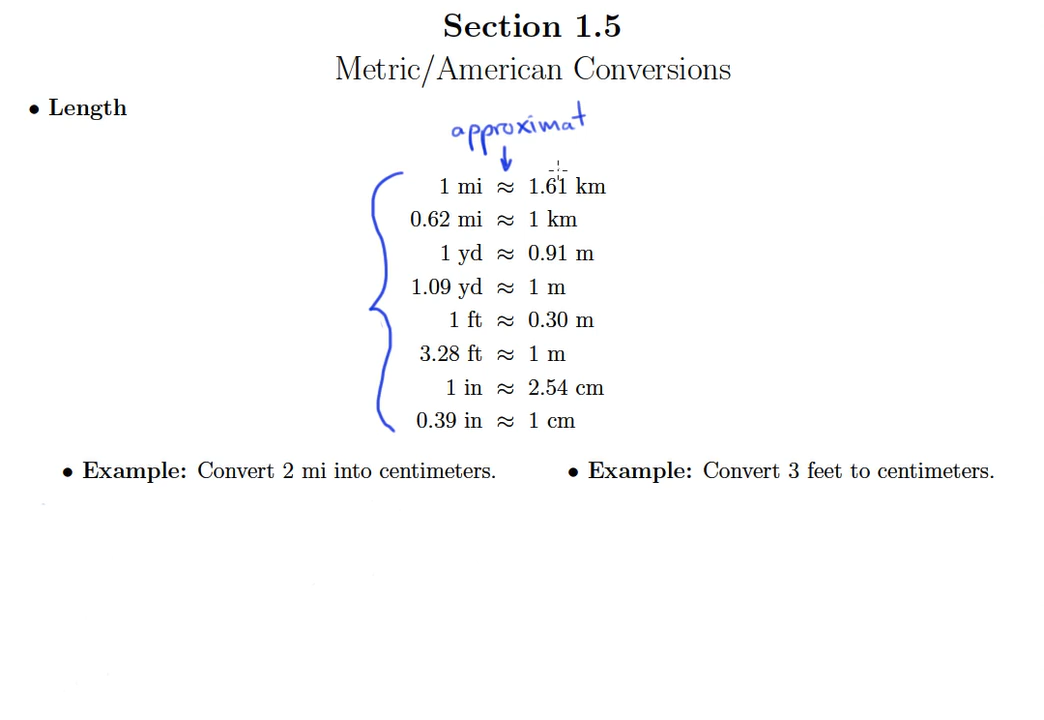 Section 1.5
Metric/American Conversions
• Length
approximat
1 mi ≈ 1.61 km
0.62 mi ≈ 1 km
1 yd ≈ 0.91 m
1.09 yd ≈ 1 m
1 ft ≈ 0.30 m
3.28 ft ≈ 1 m
1 in ≈ 2.54 cm
0.39 in ≈ 1 cm
• Example: Convert 2 mi into centimeters.
• Example: Convert 3 feet to centimeters.